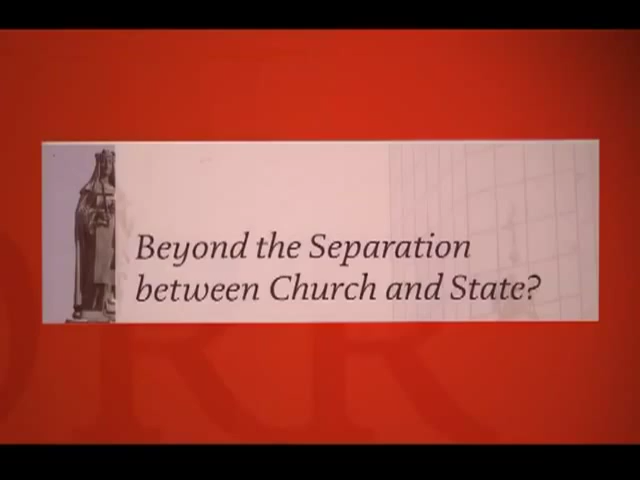 Beyond the Separation
between Church and State?